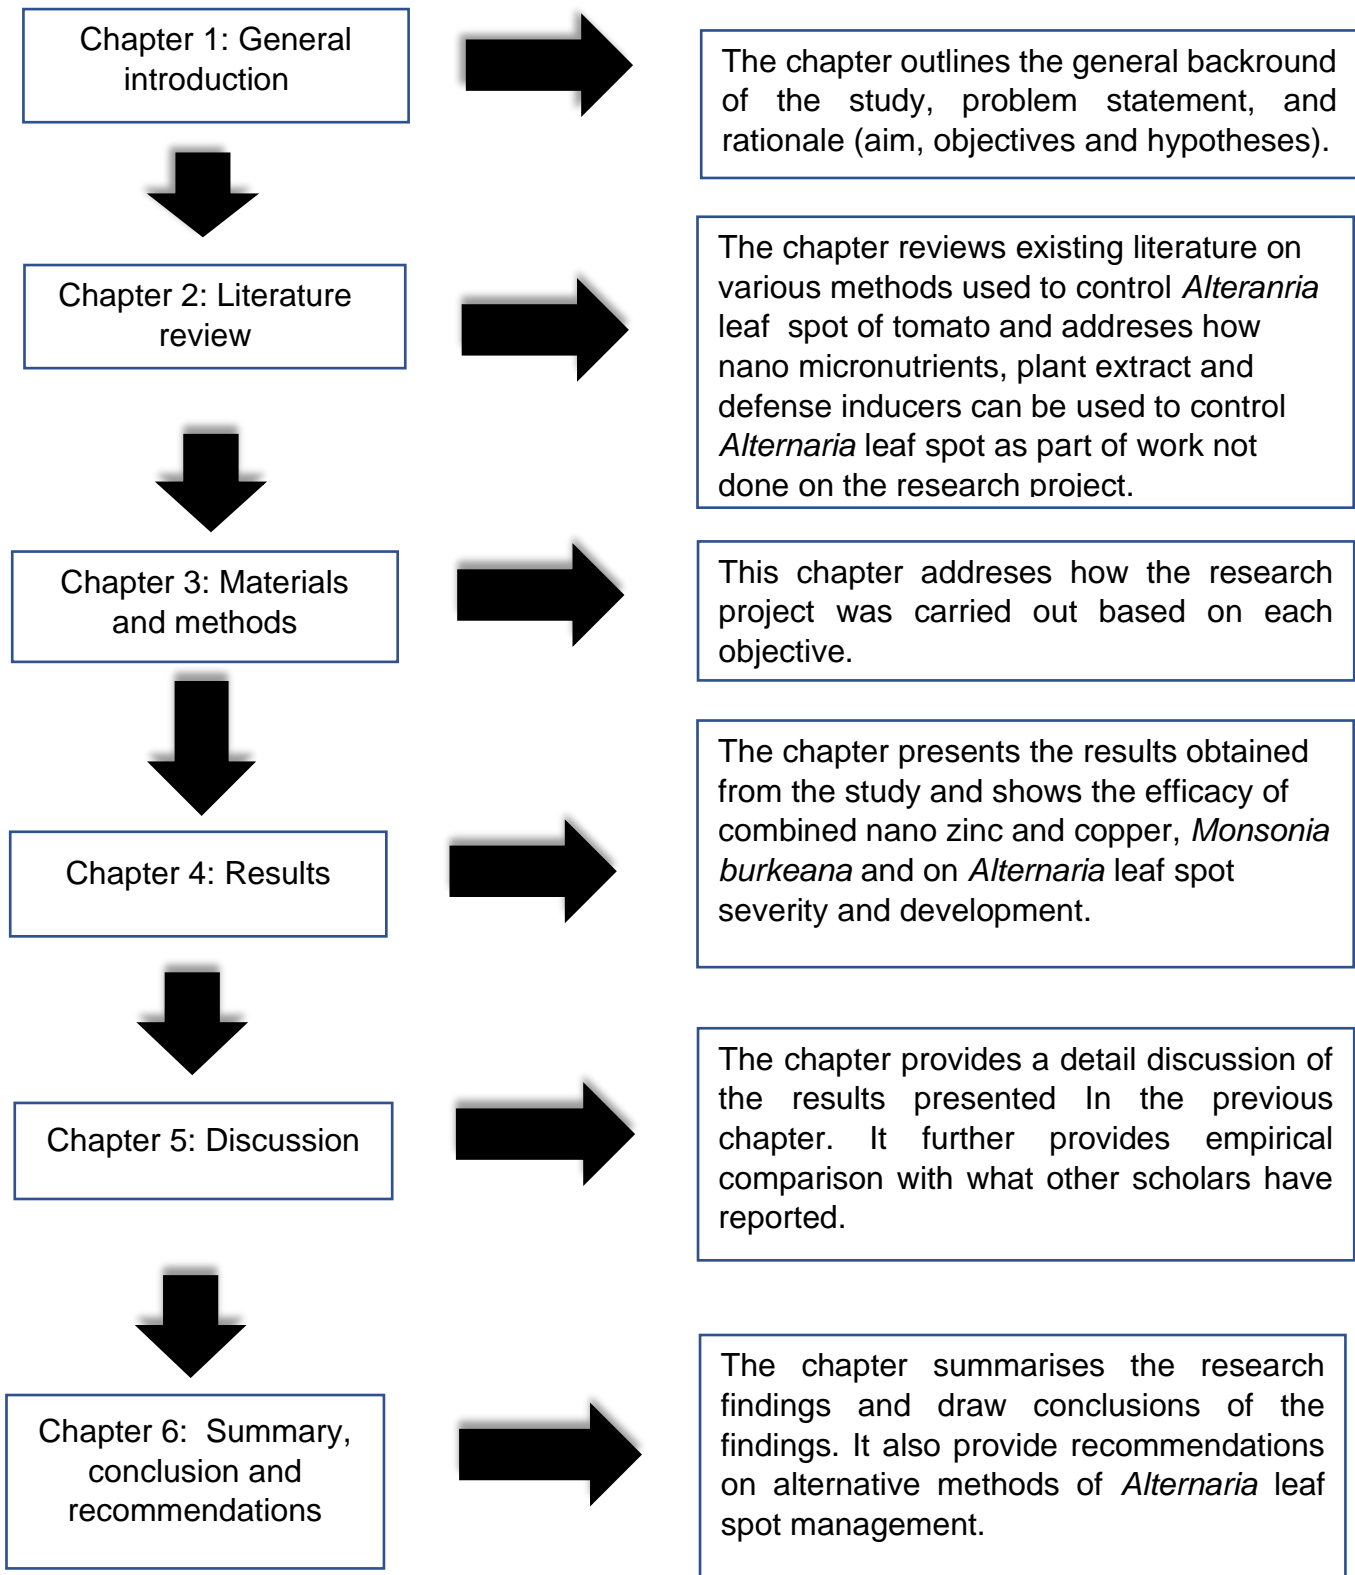 Chapter 1: General
introduction
The chapter outlines the general backround
of the study, problem statement, and
rationale (aim, objectives and hypotheses).
Chapter 2: Literature
review
The chapter reviews existing literature on
various methods used to control Alteranria
leaf spot of tomato and addreses how
nano micronutrients, plant extract and
defense inducers can be used to control
Alternaria leaf spot as part of work not
done on the research project.
Chapter 3: Materials
and methods
This chapter addreses how the research
project was carried out based on each
objective.
Chapter 4: Results
The chapter presents the results obtained
from the study and shows the efficacy of
combined nano zinc and copper, Monsonia
burkeana and on Alternaria leaf spot
severity and development.
Chapter 5: Discussion
The chapter provides a detail discussion of
the results presented In the previous
chapter. It further provides empirical
comparison with what other scholars have
reported.
Chapter 6: Summary,
conclusion and
recommendations
The chapter summarises the research
findings and draw conclusions of the
findings. It also provide recommendations
on alternative methods of Alternaria leaf
spot management.